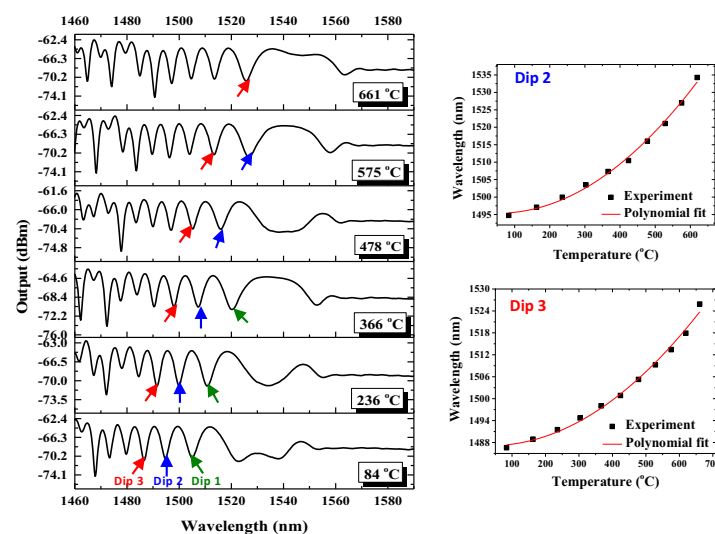 1460 1480 1500 1520 1540 1560 1580
-62.4
-66.3
-70.2
-74.1
661 °C
-62.4
-66.3
-70.2
-74.1
575 °C
-61.6
-66.0
-70.4
-74.8
478 °C
-64.6
-68.4
-72.2
-76.0
366 °C
-63.0
-66.5
-70.0
-73.5
236 °C
-62.4
-66.3
-70.2
-74.1
84 °C
Dip 3 Dip 2 Dip 1
1460 1480 1500 1520 1540 1560 1580
Wavelength (nm)
Output (dBm)
Dip 2
1535
1530
1525
1520
1515
1510
1505
1500
1495
Wavelength (nm)
Experiment
Polynomial fit
0 100 200 300 400 500 600
Temperature (°C)
Dip 3
1530
1524
1518
1512
1506
1500
1494
1488
Wavelength (nm)
Experiment
Polynomial fit
0 100 200 300 400 500 600 700
Temperature (°C)